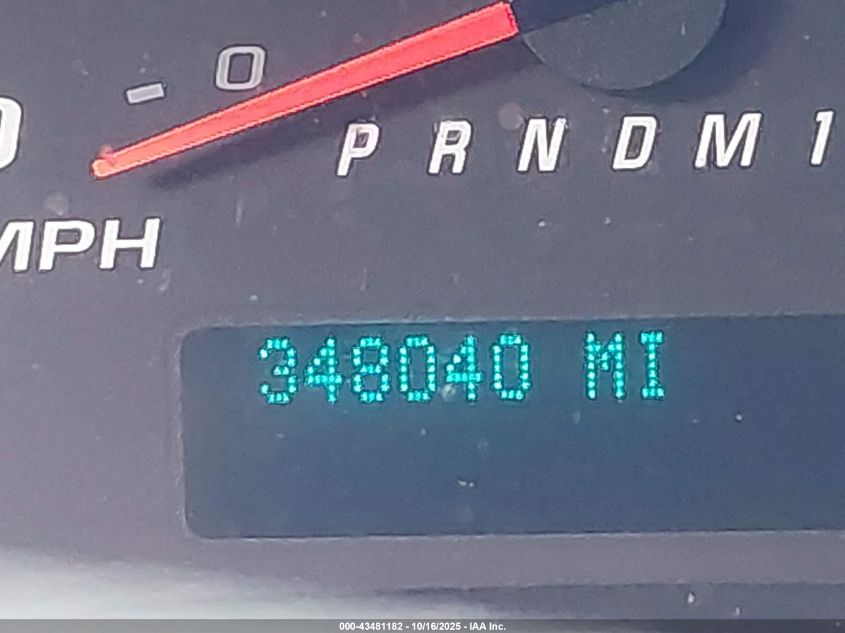 0
P R N D M 1
MPH
348040 MI
000-43481182 - 10/16/2025 - IAA Inc.